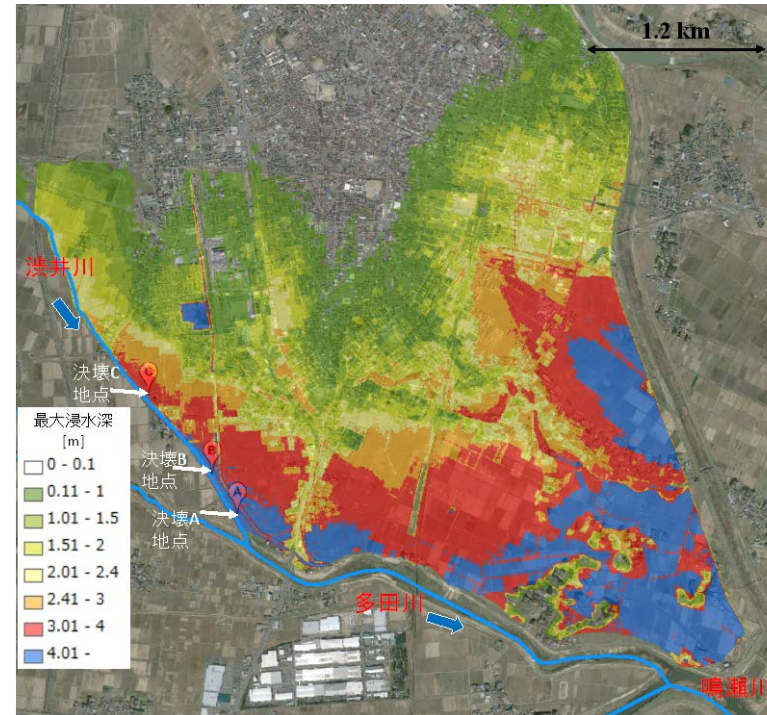 1.2 km
渋井川
決壊C
地点
C
最大浸水深
[m]
0 - 0.1
0.11 - 1
1.01 - 1.5
1.51 - 2
2.01 - 2.4
2.41 - 3
3.01 - 4
4.01 -
決壊B
地点
B
決壊A
地点
A
多田川
鳴瀬川